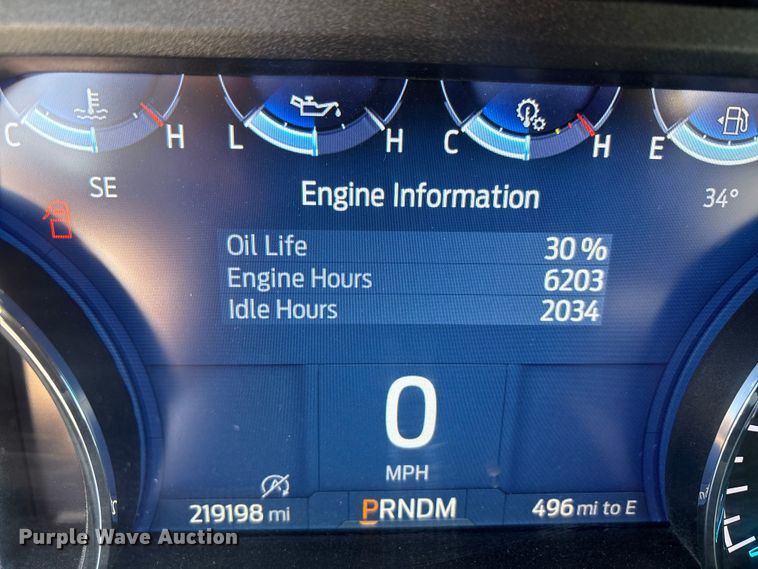 C H L H C H E
SE Engine Information 34°
Oil Life 30 %
Engine Hours 6203
Idle Hours 2034
0
MPH
219198 mi PRNDM 496 mi to E
Purple Wave Auction